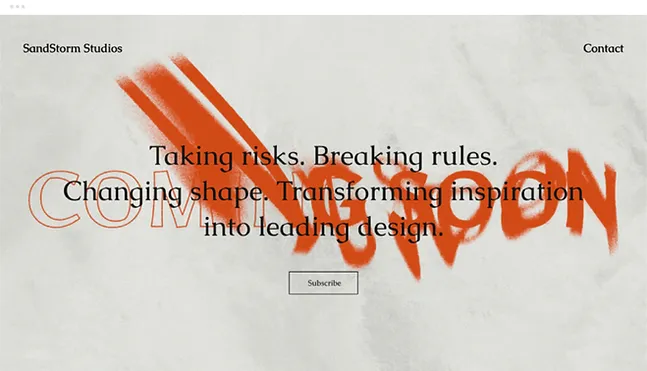 SandStorm Studios
Contact
COMING SOON
Taking risks. Breaking rules.
Changing shape. Transforming inspiration
into leading design.
Subscribe